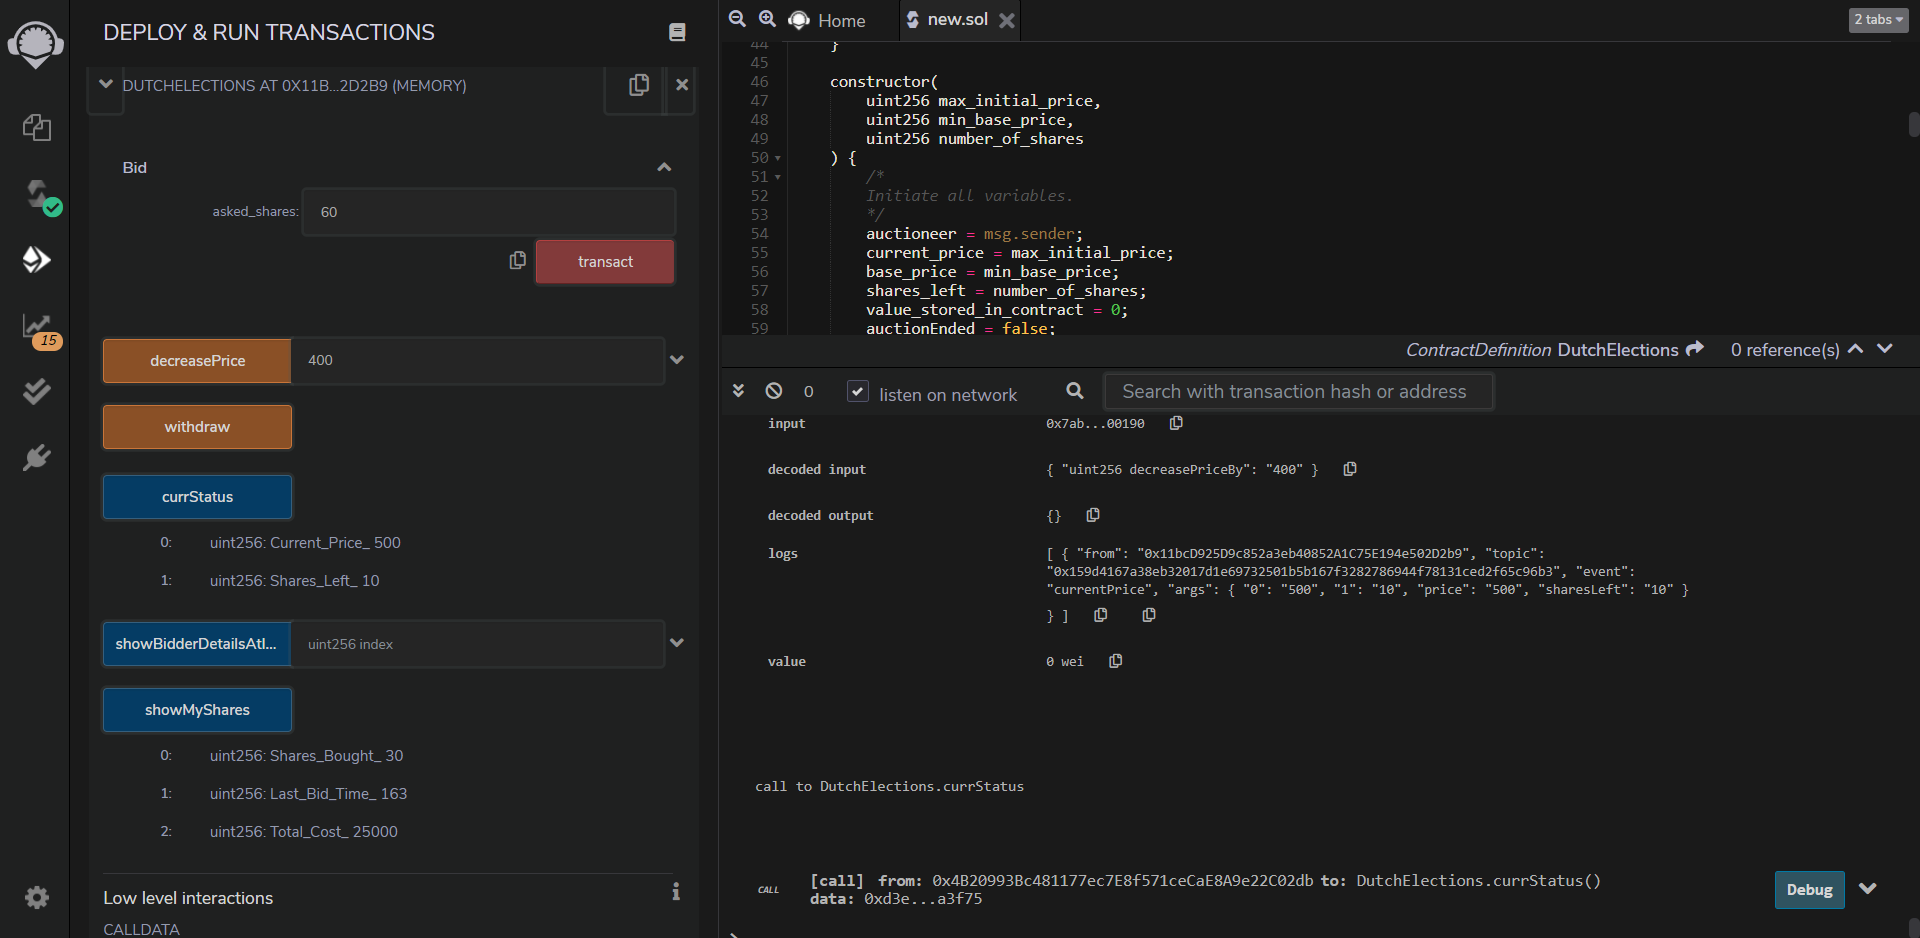 DEPLOY & RUN TRANSACTIONS
DUTCHELECTIONS AT 0X11B...2D2B9 (MEMORY)
Bid
asked_shares: 60
transact
decreasePrice 400
withdraw
currStatus
0: uint256: Current_Price_ 500
1: uint256: Shares_Left_ 10
showBidderDetailsAtI... uint256 index
showMyShares
0: uint256: Shares_Bought_ 30
1: uint256: Last_Bid_Time_ 163
2: uint256: Total_Cost_ 25000
Low level interactions
CALLDATA
15
Home new.sol 2 tabs
44 }
45
46 constructor(
47 uint256 max_initial_price,
48 uint256 min_base_price,
49 uint256 number_of_shares
50 ) {
51 /*
52 Initiate all variables.
53 */
54 auctioneer = msg.sender;
55 current_price = max_initial_price;
56 base_price = min_base_price;
57 shares_left = number_of_shares;
58 value_stored_in_contract = 0;
59 auctionEnded = false;
ContractDefinition DutchElections 0 reference(s)
0 listen on network Search with transaction hash or address
input 0x7ab...00190
decoded input { "uint256 decreasePriceBy": "400" }
decoded output {}
logs [ { "from": "0x11bcD925D9c852a3eb40852A1C75E194e502D2b9", "topic":
"0x159d4167a38eb32017d1e69732501b5b167f3282786944f78131ced2f65c96b3", "event":
"currentPrice", "args": { "0": "500", "1": "10", "price": "500", "sharesLeft": "10" }
} ]
value 0 wei
call to DutchElections.currStatus
CALL [call] from: 0x4B20993Bc481177ec7E8f571ceCaE8A9e22C02db to: DutchElections.currStatus()
data: 0xd3e...a3f75
Debug
>